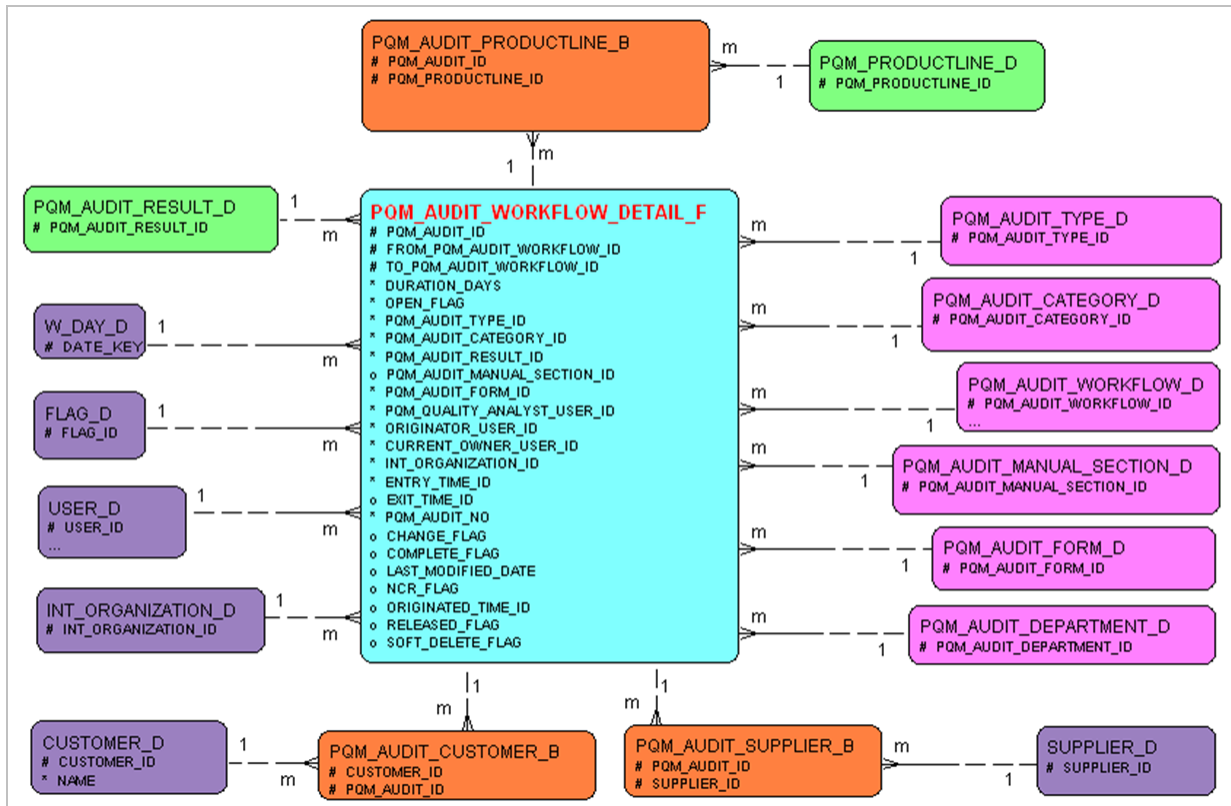 PQM_AUDIT_PRODUCTLINE_B
# PQM_AUDIT_ID
# PQM_PRODUCTLINE_ID
m
1
PQM_PRODUCTLINE_D
# PQM_PRODUCTLINE_ID
m
1
PQM_AUDIT_RESULT_D
# PQM_AUDIT_RESULT_ID
1
m
W_DAY_D
# DATE_KEY
1
m
FLAG_D
# FLAG_ID
1
m
USER_D
# USER_ID
...
1
m
INT_ORGANIZATION_D
# INT_ORGANIZATION_ID
1
m
PQM_AUDIT_WORKFLOW_DETAIL_F
# PQM_AUDIT_ID
# FROM_PQM_AUDIT_WORKFLOW_ID
# TO_PQM_AUDIT_WORKFLOW_ID
* DURATION_DAYS
* OPEN_FLAG
* PQM_AUDIT_TYPE_ID
* PQM_AUDIT_CATEGORY_ID
* PQM_AUDIT_RESULT_ID
o PQM_AUDIT_MANUAL_SECTION_ID
* PQM_AUDIT_FORM_ID
* PQM_QUALITY_ANALYST_USER_ID
* ORIGINATOR_USER_ID
* CURRENT_OWNER_USER_ID
* INT_ORGANIZATION_ID
* ENTRY_TIME_ID
o EXIT_TIME_ID
* PQM_AUDIT_NO
o CHANGE_FLAG
o COMPLETE_FLAG
o LAST_MODIFIED_DATE
o NCR_FLAG
o ORIGINATED_TIME_ID
o RELEASED_FLAG
o SOFT_DELETE_FLAG
m
1
PQM_AUDIT_TYPE_D
# PQM_AUDIT_TYPE_ID
m
1
PQM_AUDIT_CATEGORY_D
# PQM_AUDIT_CATEGORY_ID
m
1
PQM_AUDIT_WORKFLOW_D
# PQM_AUDIT_WORKFLOW_ID
...
m
1
PQM_AUDIT_MANUAL_SECTION_D
# PQM_AUDIT_MANUAL_SECTION_ID
m
1
PQM_AUDIT_FORM_D
# PQM_AUDIT_FORM_ID
m
1
PQM_AUDIT_DEPARTMENT_D
# PQM_AUDIT_DEPARTMENT_ID
1
m
1
m
CUSTOMER_D
# CUSTOMER_ID
* NAME
1
m
PQM_AUDIT_CUSTOMER_B
# CUSTOMER_ID
# PQM_AUDIT_ID
PQM_AUDIT_SUPPLIER_B
# PQM_AUDIT_ID
# SUPPLIER_ID
m
1
SUPPLIER_D
# SUPPLIER_ID